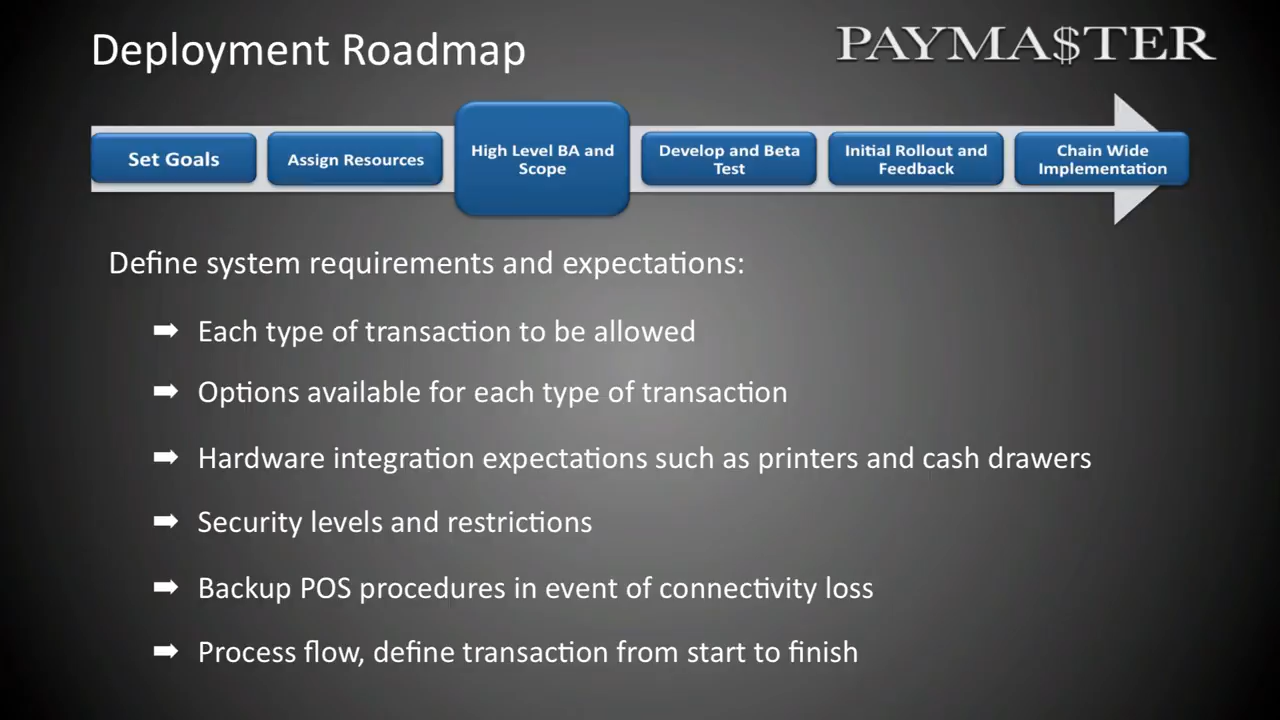 Deployment Roadmap
PAYMA$TER
Set Goals
Assign Resources
High Level BA and
Scope
Develop and Beta
Test
Initial Rollout and
Feedback
Chain Wide
Implementation
Define system requirements and expectations:
➡ Each type of transaction to be allowed
➡ Options available for each type of transaction
➡ Hardware integration expectations such as printers and cash drawers
➡ Security levels and restrictions
➡ Backup POS procedures in event of connectivity loss
➡ Process flow, define transaction from start to finish